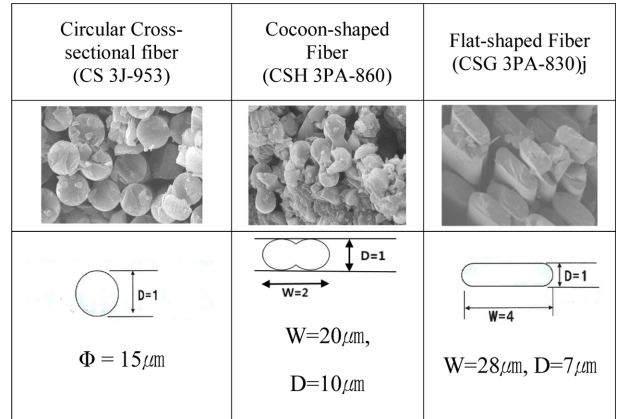 Circular Cross-
sectional fiber
(CS 3J-953)
Cocoon-shaped
Fiber
(CSH 3PA-860)
Flat-shaped Fiber
(CSG 3PA-830)j
D=1
Φ = 15㎛
D=1
W=2
W=20㎛,
D=10㎛
D=1
W=4
W=28㎛, D=7㎛